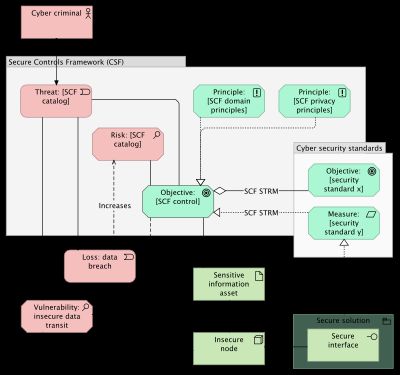 Cyber criminal
Secure Controls Framework (CSF)
Threat: [SCF
catalog]
Principle:
[SCF domain
principles]
Principle:
[SCF privacy
principles]
Risk: [SCF
catalog]
Cyber security standards
Objective:
[security
standard x]
Objective:
[SCF control]
SCF STRM
Increases
SCF STRM
Measure:
[security
standard y]
Loss: data
breach
Sensitive
information
asset
Vulnerability:
insecure data
transit
Insecure
node
Secure solution
Secure
interface